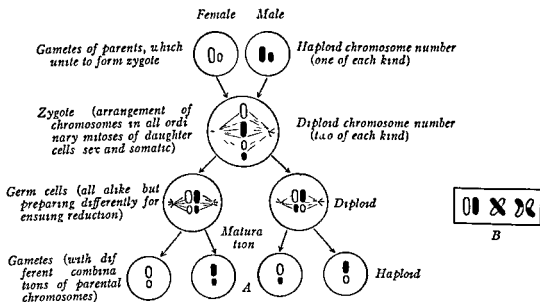 Female Male
Gametes of parents, which
unite to form zygote
Haploid chromosome number
(one of each kind)
Zygote (arrangement of
chromosomes in all ordi
nary mitoses of daughter
cells sex and somatic)
Diploid chromosome number
(two of each kind)
Germ cells (all alike but
preparing differently for
ensuing reduction)
Diploid
Matura
tion
Gametes (with dif
ferent combina
tions of parental
chromosomes)
Haploid
A
B